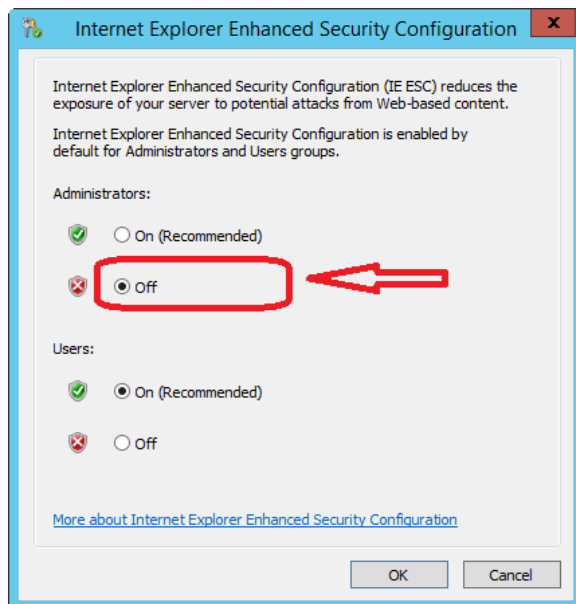 Internet Explorer Enhanced Security Configuration
x
Internet Explorer Enhanced Security Configuration (IE ESC) reduces the
exposure of your server to potential attacks from Web-based content.
Internet Explorer Enhanced Security Configuration is enabled by
default for Administrators and Users groups.
Administrators:
On (Recommended)
Off
Users:
On (Recommended)
Off
More about Internet Explorer Enhanced Security Configuration
OK Cancel